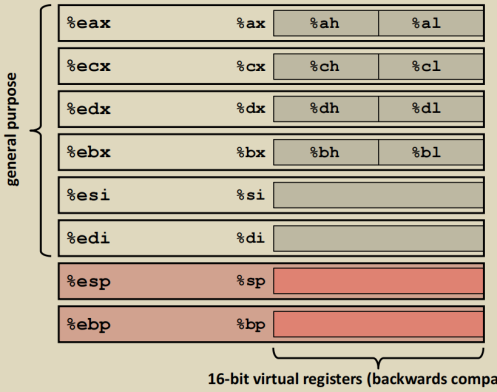 general purpose
%eax %ax %ah %al
%ecx %cx %ch %cl
%edx %dx %dh %dl
%ebx %bx %bh %bl
%esi %si
%edi %di
%esp %sp
%ebp %bp
16-bit virtual registers (backwards compa